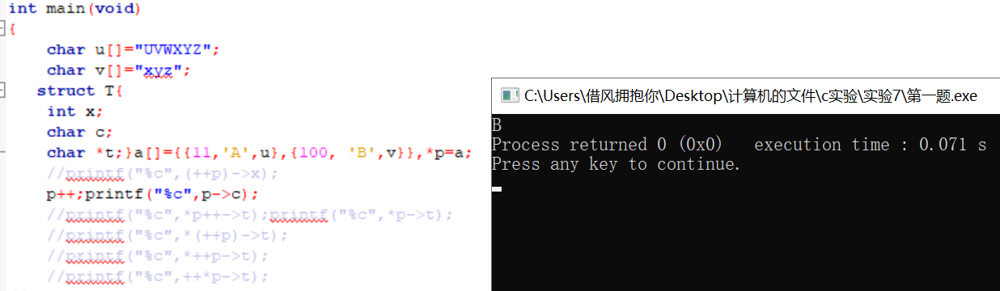 int main(void)
{
char u[]="UVWXYZ";
char v[]="xyz";
struct T{
int x;
char c;
char *t;}a[]={{11,'A',u},{100, 'B',v}},*p=a;
//printf("%c",(++p)->x);
p++;printf("%c",p->c);
//printf("%c",*p++->t);printf("%c",*p->t);
//printf("%c",*(++p)->t);
//printf("%c",*++p->t);
//printf("%c",++*p->t);
C:\Users\借风拥抱你\Desktop\计算机的文件\c实验\实验7\第一题.exe
B
Process returned 0 (0x0)   execution time : 0.071 s
Press any key to continue.